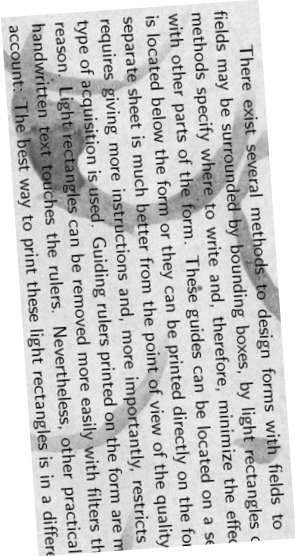 There exist several methods to design forms with fields to
fields may be surrounded by bounding boxes, by light rectangles
methods specify where to write and, therefore, minimize the effec
with other parts of the form. These guides can be located on a s
is located below the form or they can be printed directly on the fo
separate sheet is much better from the point of view of the quality
requires giving more instructions and, more importantly, restricts
type of acquisition is used. Guiding rulers printed on the form are m
reason. Light rectangles can be removed more easily with filters th
handwritten text touches the rulers. Nevertheless, other practical
account: The best way to print these light rectangles is in a differe